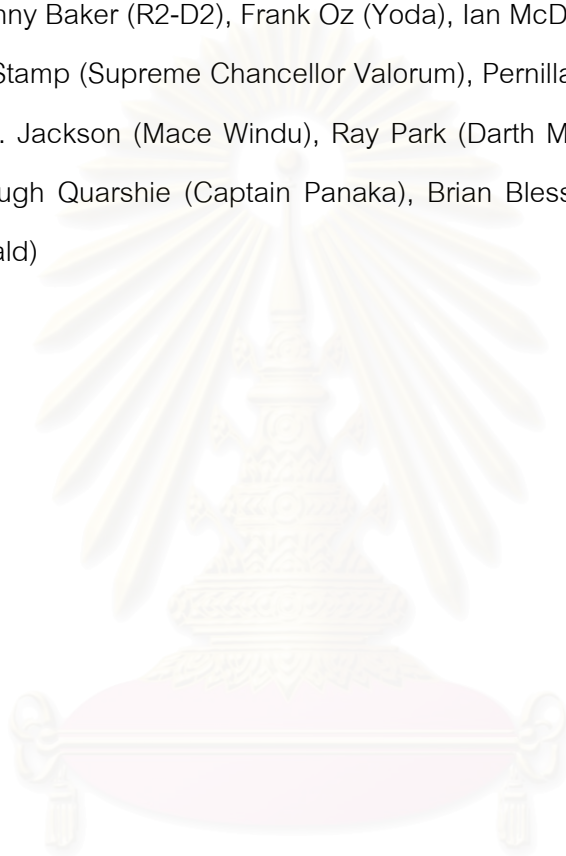 nny Baker (R2-D2), Frank Oz (Yoda), Ian McD
Stamp (Supreme Chancellor Valorum), Pernilla
. Jackson (Mace Windu), Ray Park (Darth M
ugh Quarshie (Captain Panaka), Brian Bless
ald)